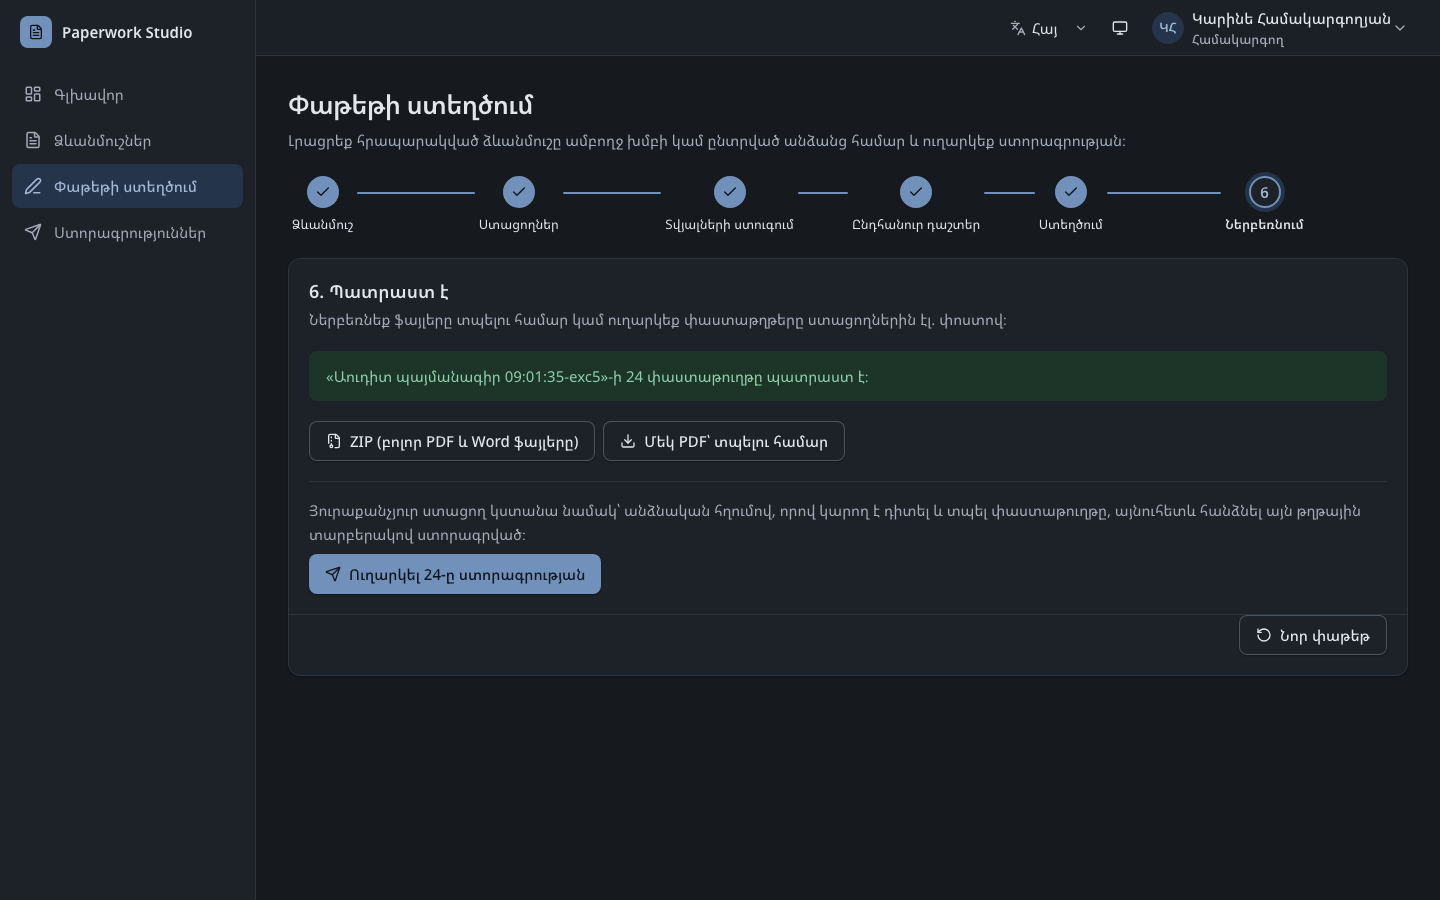 Paperwork Studio
Հայ
ԿՀ
Կարինե Համակարգողյան
Համակարգող
Գլխավոր
Ձևանմուշներ
Փաթեթի ստեղծում
Ստորագրություններ
Փաթեթի ստեղծում
Լրացրեք հրապարակված ձևանմուշը ամբողջ խմբի կամ ընտրված անձանց համար և ուղարկեք ստորագրության։
6
Ձևանմուշ
Ստացողներ
Տվյալների ստուգում
Ընդհանուր դաշտեր
Ստեղծում
Ներբեռնում
6. Պատրաստ է
Ներբեռնեք ֆայլերը տպելու համար կամ ուղարկեք փաստաթղթերը ստացողներին էլ. փոստով։
«Աուդիտ պայմանագիր 09:01:35-exc5»-ի 24 փաստաթուղթը պատրաստ է։
ZIP (բոլոր PDF և Word ֆայլերը)
Մեկ PDF՝ տպելու համար
Յուրաքանչյուր ստացող կստանա նամակ՝ անձնական հղումով, որով կարող է դիտել և տպել փաստաթուղթը, այնուհետև հանձնել այն թղթային
տարբերակով ստորագրված։
Ուղարկել 24-ը ստորագրության
Նոր փաթեթ